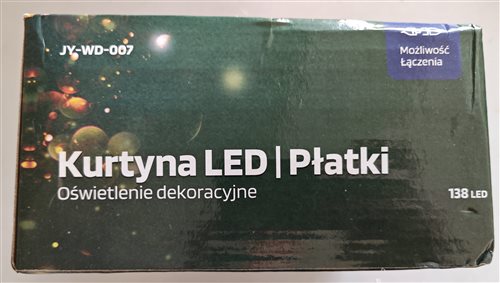 JY-WD-007
Możliwość
Łączenia
Kurtyna LED | Płatki
Oświetlenie dekoracyjne
138 LED